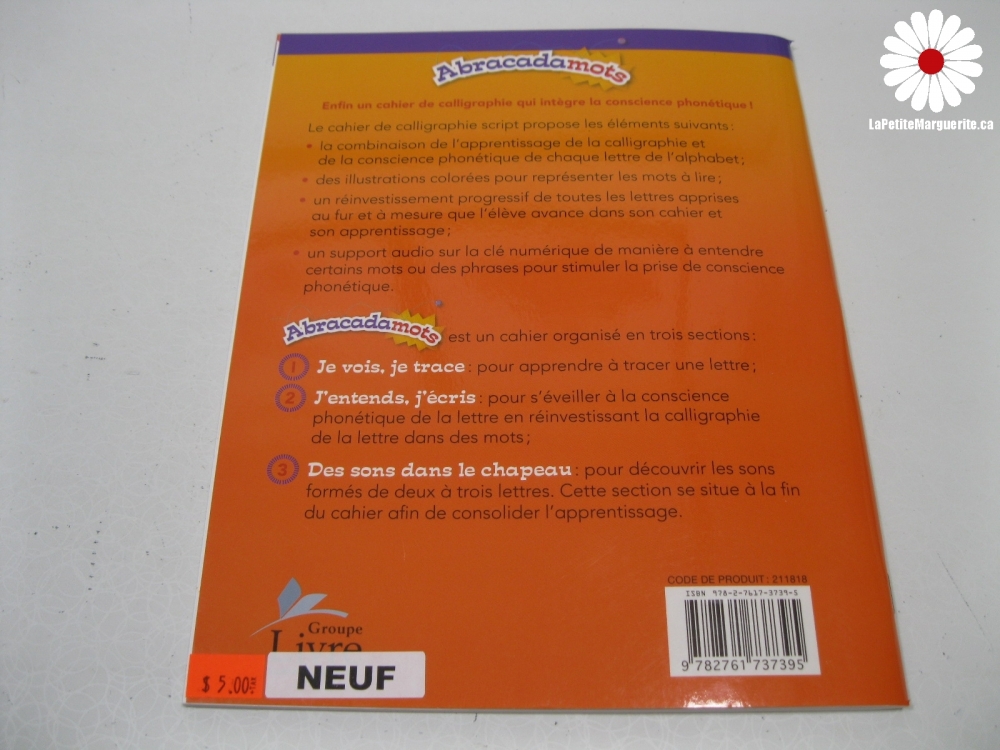 Abracadamots
LaPetiteMarguerite.ca
Enfin un cahier de calligraphie qui intègre la conscience phonétique !
Le cahier de calligraphie script propose les éléments suivants :
• la combinaison de l'apprentissage de la calligraphie et
de la conscience phonétique de chaque lettre de l'alphabet ;
• des illustrations colorées pour représenter les mots à lire ;
• un réinvestissement progressif de toutes les lettres apprises
au fur et à mesure que l'élève avance dans son cahier et
son apprentissage ;
• un support audio sur la clé numérique de manière à entendre
certains mots ou des phrases pour stimuler la prise de conscience
phonétique.
Abracadamots est un cahier organisé en trois sections :
1 Je vois, je trace : pour apprendre à tracer une lettre ;
2 J'entends, j'écris : pour s'éveiller à la conscience
phonétique de la lettre en réinvestissant la calligraphie
de la lettre dans des mots ;
3 Des sons dans le chapeau : pour découvrir les sons
formés de deux à trois lettres. Cette section se situe à la fin
du cahier afin de consolider l'apprentissage.
CODE DE PRODUIT : 211818
ISBN 978-2-7617-3739-5
9 782761 737395
Groupe
Livre
$ 5.00
NEUF